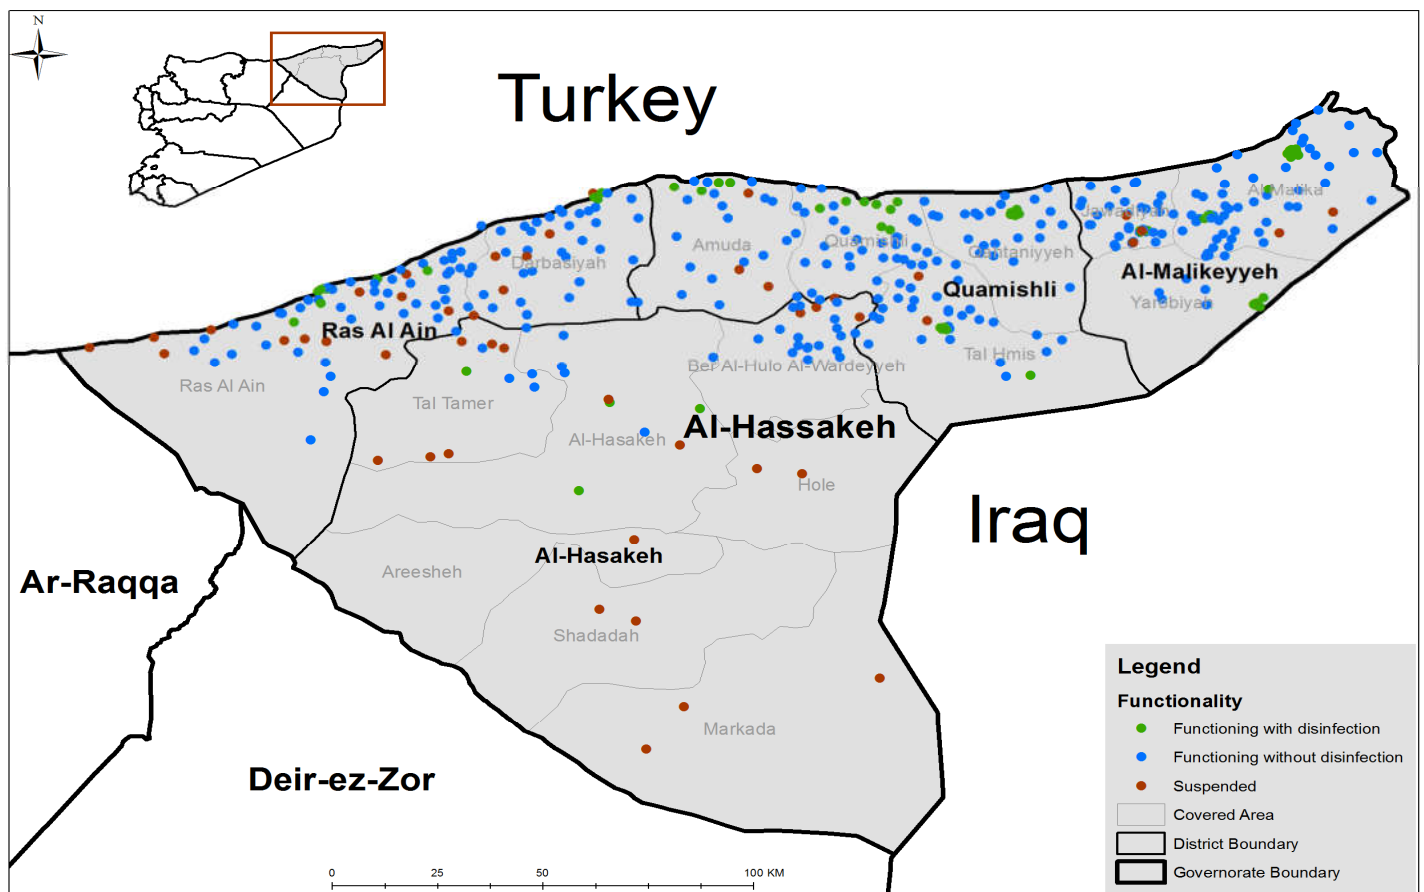 N
Turkey
Al-Malika
Jawadiyah
Amuda
Quamishli
Qahtaniyyeh
Darbasiyah
Al-Malikeyyeh
Quamishli
Yarubiyah
Ras Al Ain
Tal Hmis
Ber Al-Hulo Al-Wardeyyeh
Ras Al Ain
Tal Tamer
Al-Hassakeh
Al-Hasakeh
Hole
Iraq
Al-Hasakeh
Areesheh
Ar-Raqqa
Shadadah
Markada
Deir-ez-Zor
Legend
Functionality
Functioning with disinfection
Functioning without disinfection
Suspended
Covered Area
District Boundary
Governorate Boundary
0 25 50 100 KM